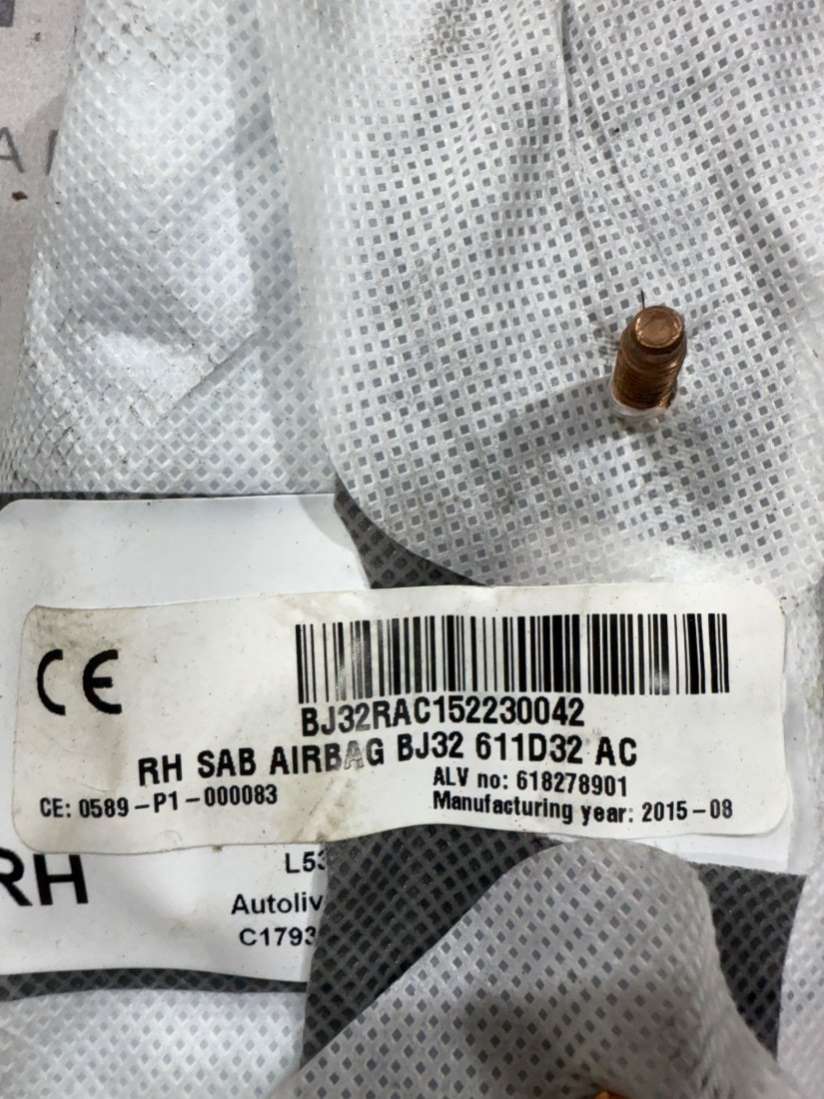 CE
BJ32RAC152230042
RH SAB AIRBAG BJ32 611D32 AC
CE: 0589-P1-000083
ALV no: 618278901
Manufacturing year: 2015-08
RH
L53
Autoliv
C1793